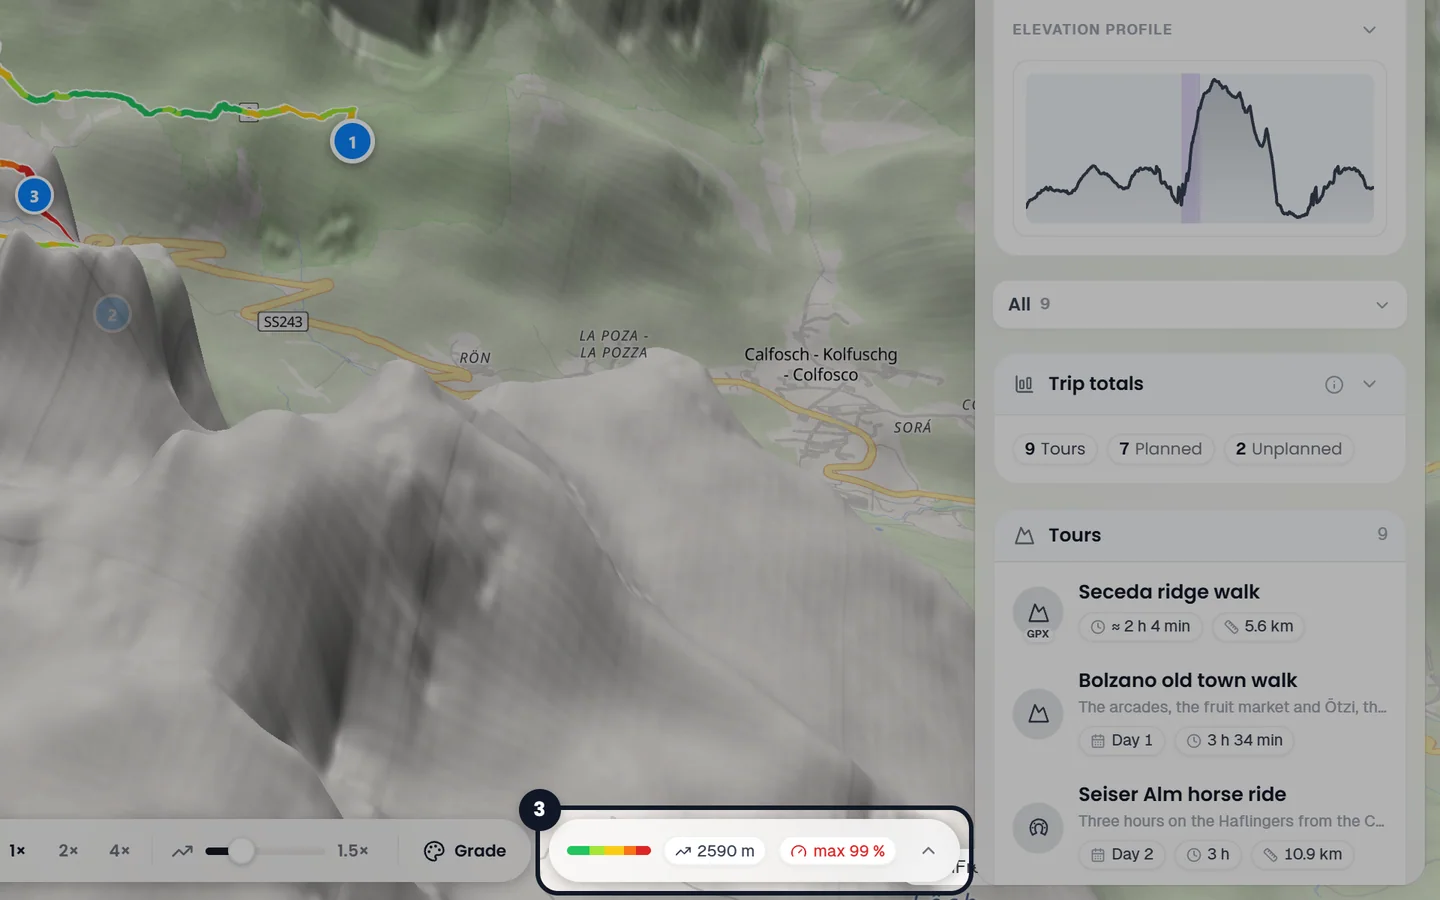 1
3
2
SS243
RÖN
LA POZA -
LA POZZA
Calfosch - Kolfuschg
- Colfosco
SORÁ
ELEVATION PROFILE
All 9
Trip totals
9 Tours
7 Planned
2 Unplanned
Tours
9
Seceda ridge walk
GPX
≈ 2 h 4 min
5.6 km
Bolzano old town walk
The arcades, the fruit market and Ötzi, th...
Day 1
3 h 34 min
Seiser Alm horse ride
Three hours on the Haflingers from the C...
Day 2
3 h
10.9 km
3
1×
2×
4×
1.5×
Grade
2590 m
max 99 %